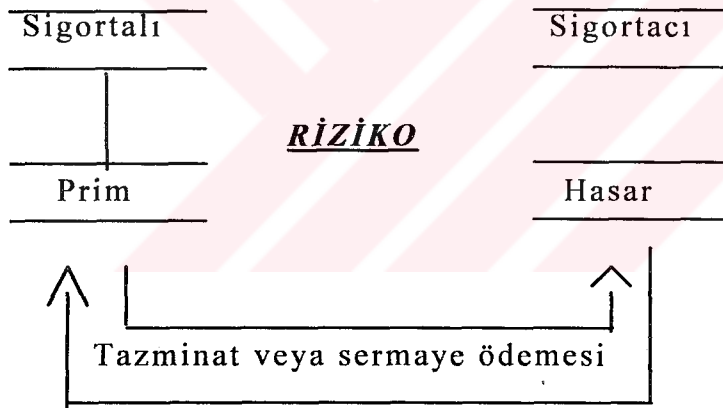 Sigortalı Sigortacı
RİZİKO
Prim Hasar
Tazminat veya sermaye ödemesi